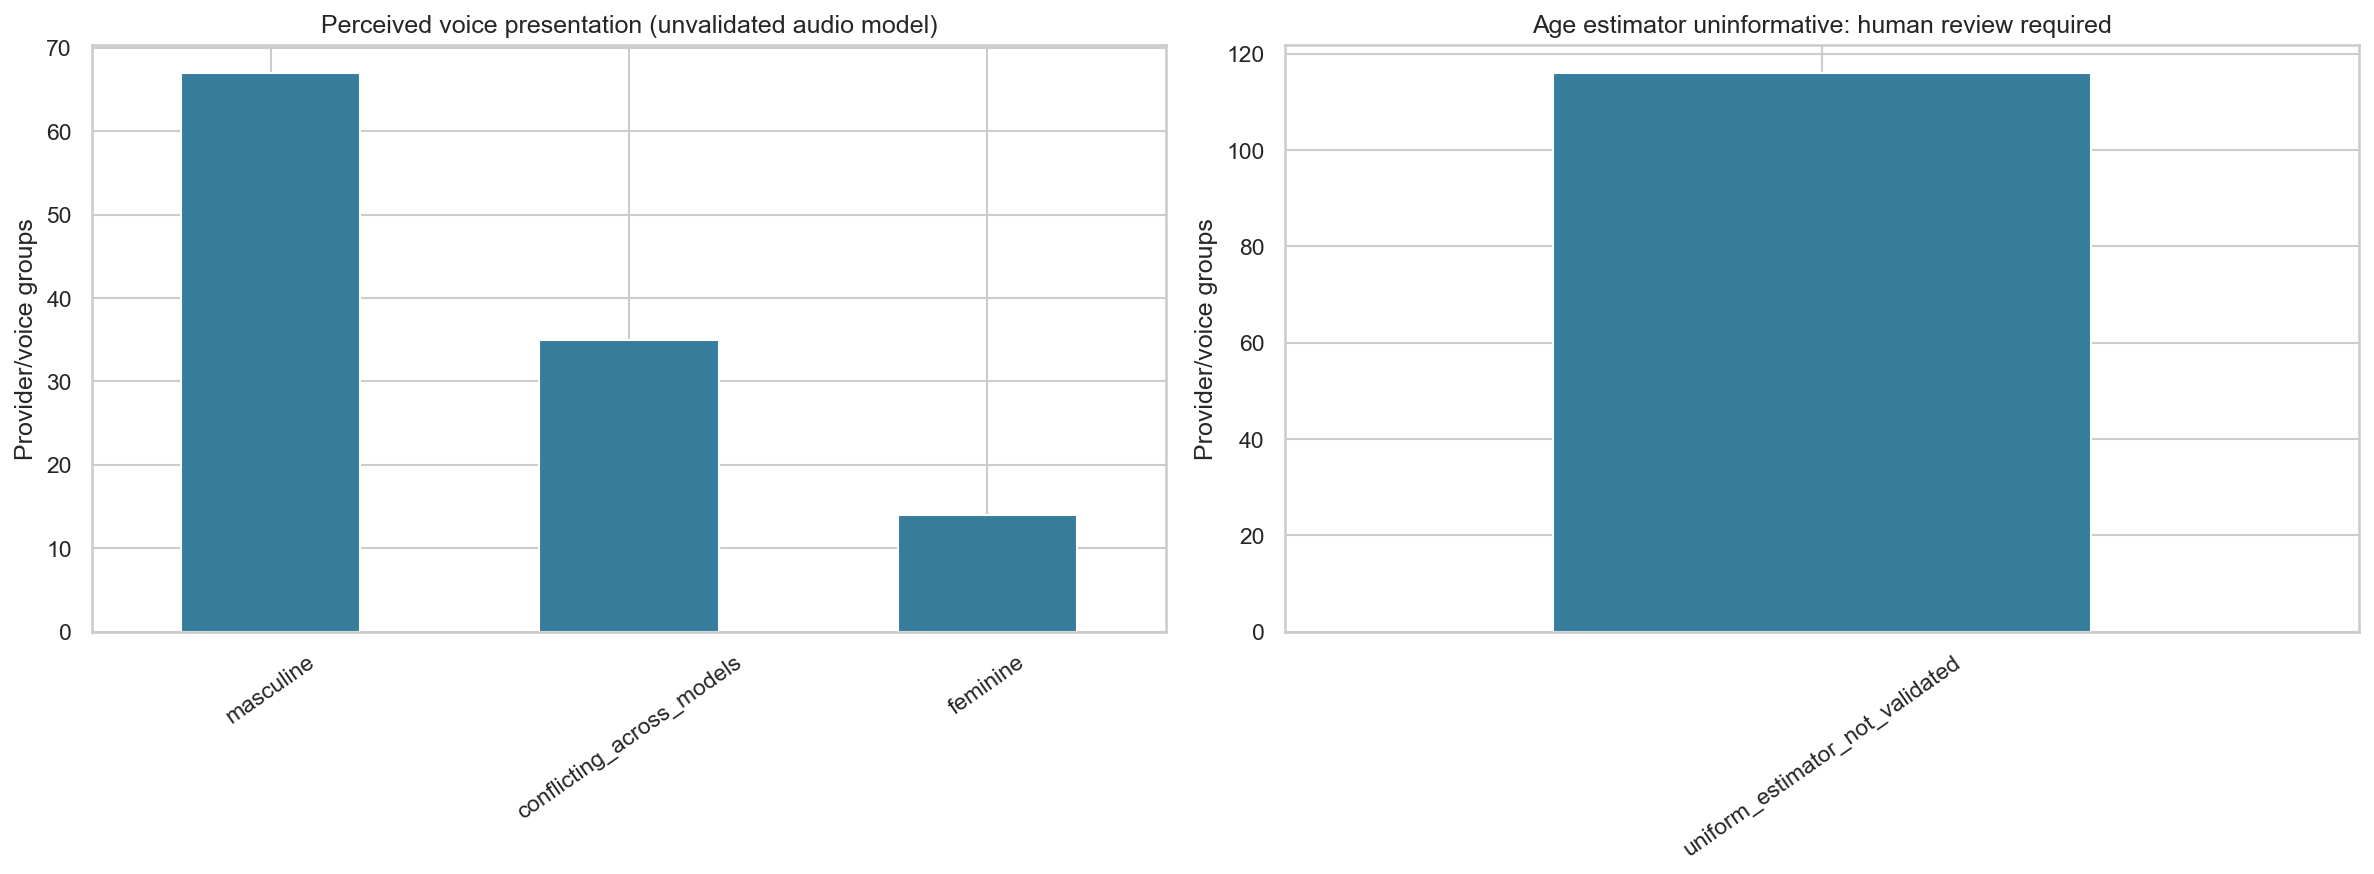 Perceived voice presentation (unvalidated audio model)
Provider/voice groups
70
60
50
40
30
20
10
0
masculine
conflicting_across_models
feminine
Age estimator uninformative: human review required
Provider/voice groups
120
100
80
60
40
20
0
uniform_estimator_not_validated